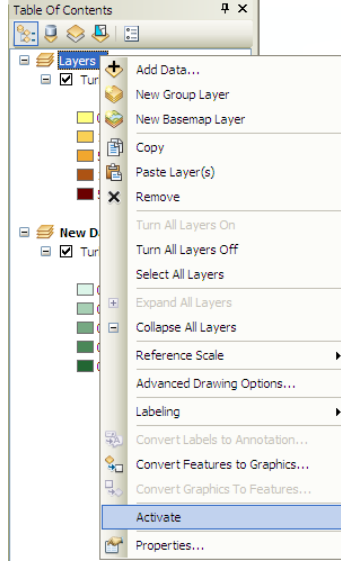 Table Of Contents
Layers
Tur
Add Data...
New Group Layer
New Basemap Layer
Copy
Paste Layer(s)
Remove
Turn All Layers On
Turn All Layers Off
Select All Layers
Expand All Layers
Collapse All Layers
Reference Scale
Advanced Drawing Options...
Labeling
Convert Labels to Annotation...
Convert Features to Graphics...
Convert Graphics To Features...
Activate
Properties...
New D
Tur